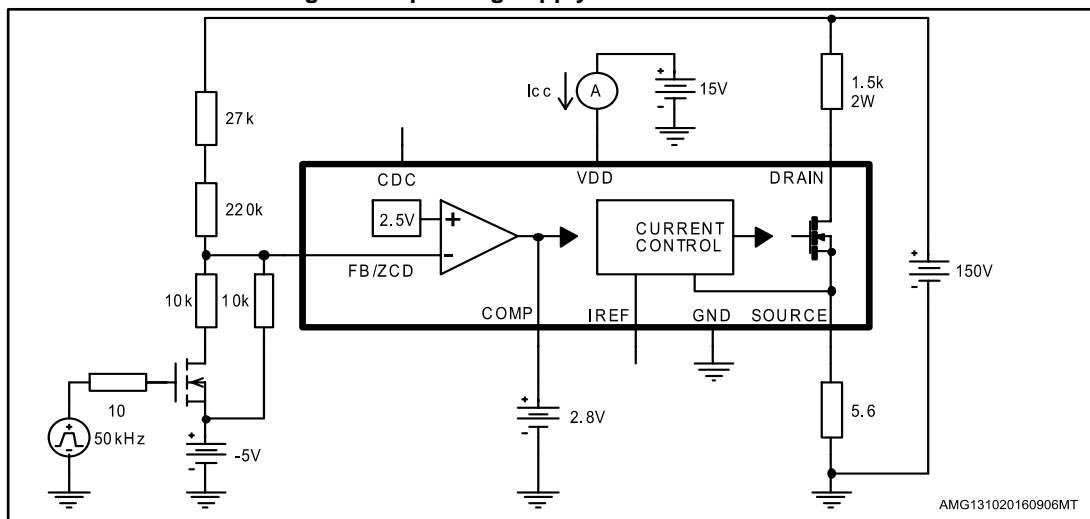 27k
220k
10k
10k
10
50kHz
-5V
CDC
2.5V
FB/ZCD
COMP
2.8V
Icc
A
15V
VDD
CURRENT
CONTROL
IREF
GND
DRAIN
SOURCE
1.5k
2W
150V
5.6
AMG131020160906MT